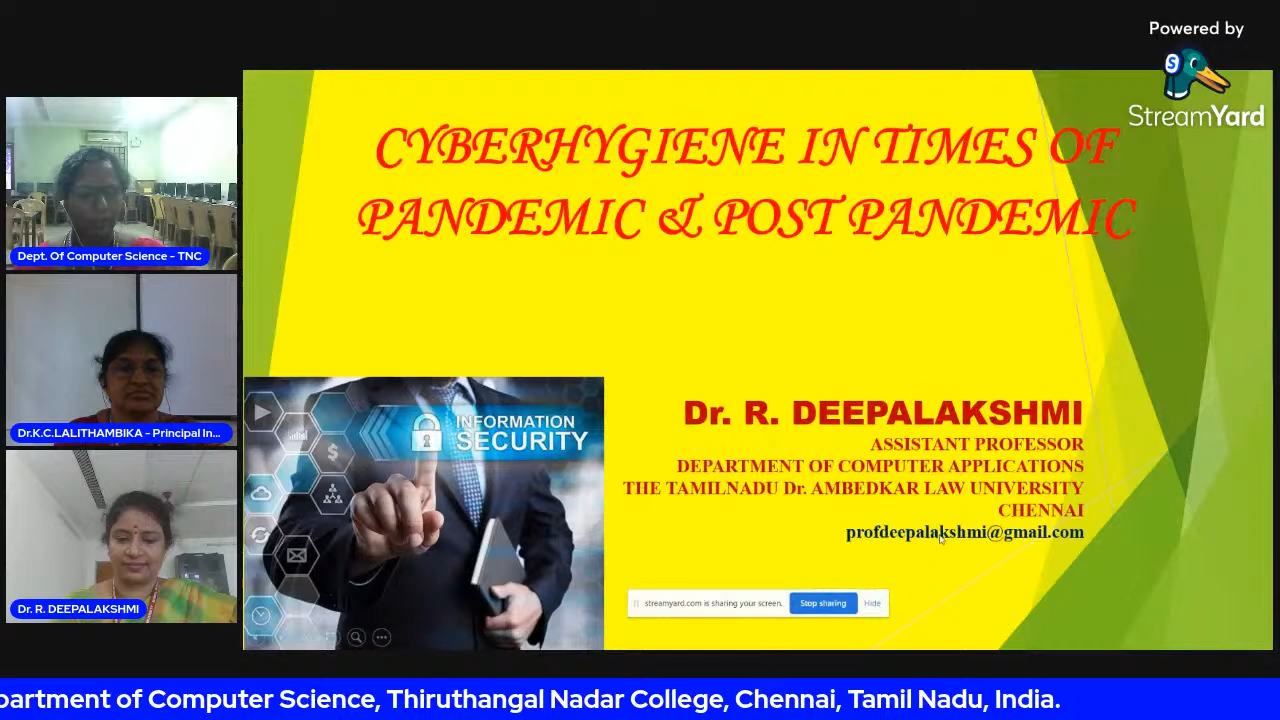 Powered by
StreamYard
CYBERHYGIENE IN TIMES OF
PANDEMIC & POST PANDEMIC
Dept. Of Computer Science - TNC
Dr.K.C.LALITHAMBIKA - Principal In...
Dr. R. DEEPALAKSHMI
INFORMATION
SECURITY
Dr. R. DEEPALAKSHMI
ASSISTANT PROFESSOR
DEPARTMENT OF COMPUTER APPLICATIONS
THE TAMILNADU Dr. AMBEDKAR LAW UNIVERSITY
CHENNAI
profdeepalakshmi@gmail.com
streamyard.com is sharing your screen. Stop sharing Hide
partment of Computer Science, Thiruthangal Nadar College, Chennai, Tamil Nadu, India.